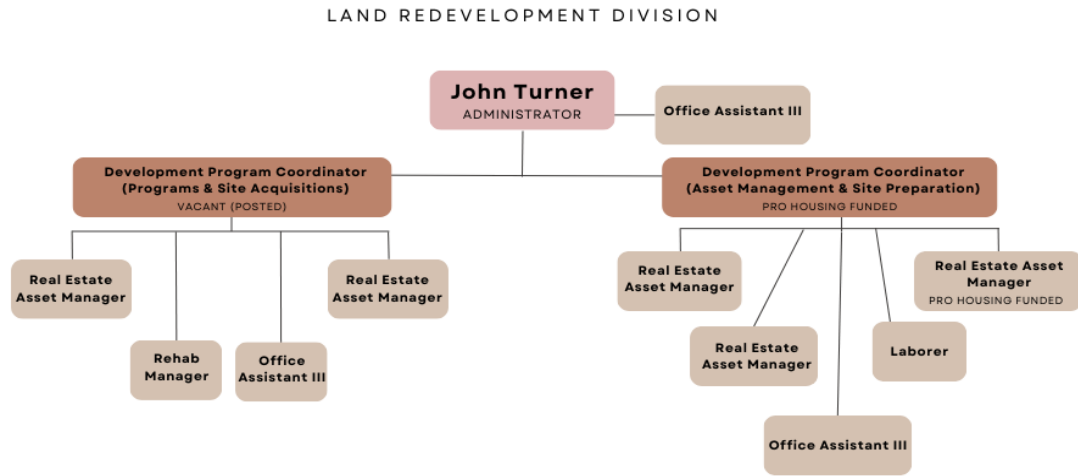 LAND REDEVELOPMENT DIVISION
John Turner
ADMINISTRATOR
Office Assistant III
Development Program Coordinator
(Programs & Site Acquisitions)
VACANT (POSTED)
Development Program Coordinator
(Asset Management & Site Preparation)
PRO HOUSING FUNDED
Real Estate
Asset Manager
Rehab
Manager
Office
Assistant III
Real Estate
Asset Manager
Real Estate
Asset Manager
Real Estate
Asset Manager
Office Assistant III
Laborer
Real Estate Asset
Manager
PRO HOUSING FUNDED